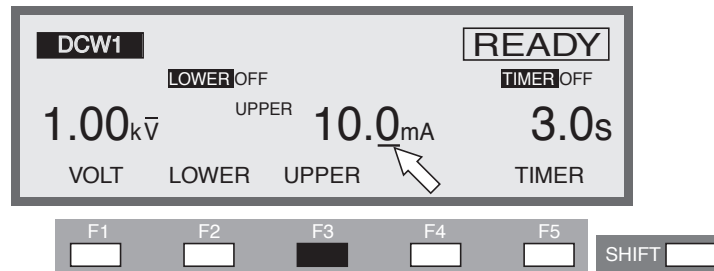 DCW1 READY
LOWER OFF TIMER OFF
1.00kV̅ UPPER 10.0mA 3.0s
VOLT LOWER UPPER TIMER
F1 F2 F3 F4 F5
SHIFT